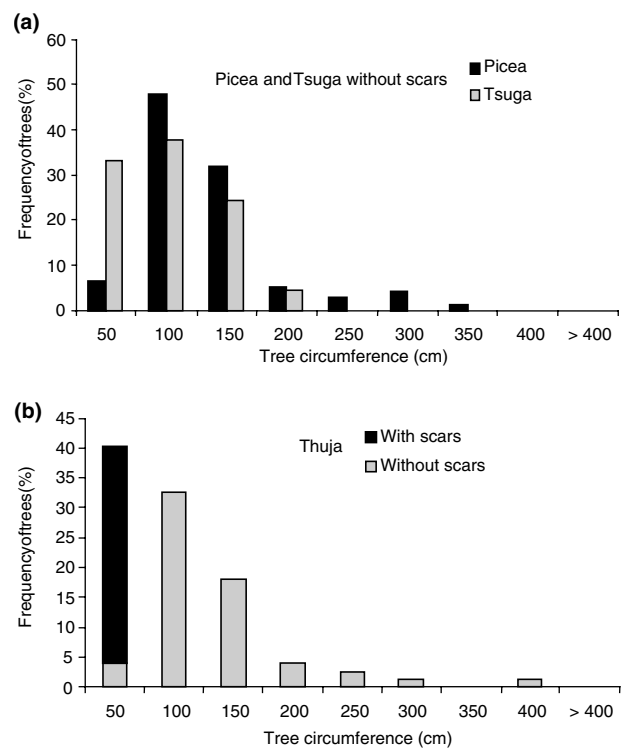 (a)
60
50
40
30
20
10
0
Frequencyoftrees(%)
Picea andTsuga without scars
Picea
Tsuga
50 100 150 200 250 300 350 400 > 400
Tree circumference (cm)
(b)
45
40
35
30
25
20
15
10
5
0
Frequencyoftrees(%)
Thuja
With scars
Without scars
50 100 150 200 250 300 350 400 > 400
Tree circumference (cm)